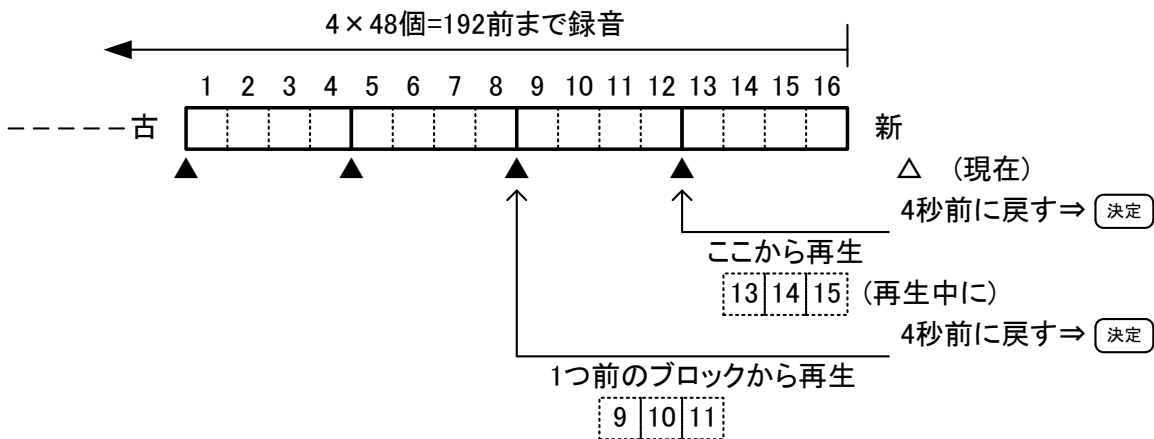 4×48個=192前まで録音
1 2 3 4 5 6 7 8 9 10 11 12 13 14 15 16
古 新
△ (現在)
4秒前に戻す⇒ 決定
ここから再生
13 14 15 (再生中に)
4秒前に戻す⇒ 決定
1つ前のブロックから再生
9 10 11